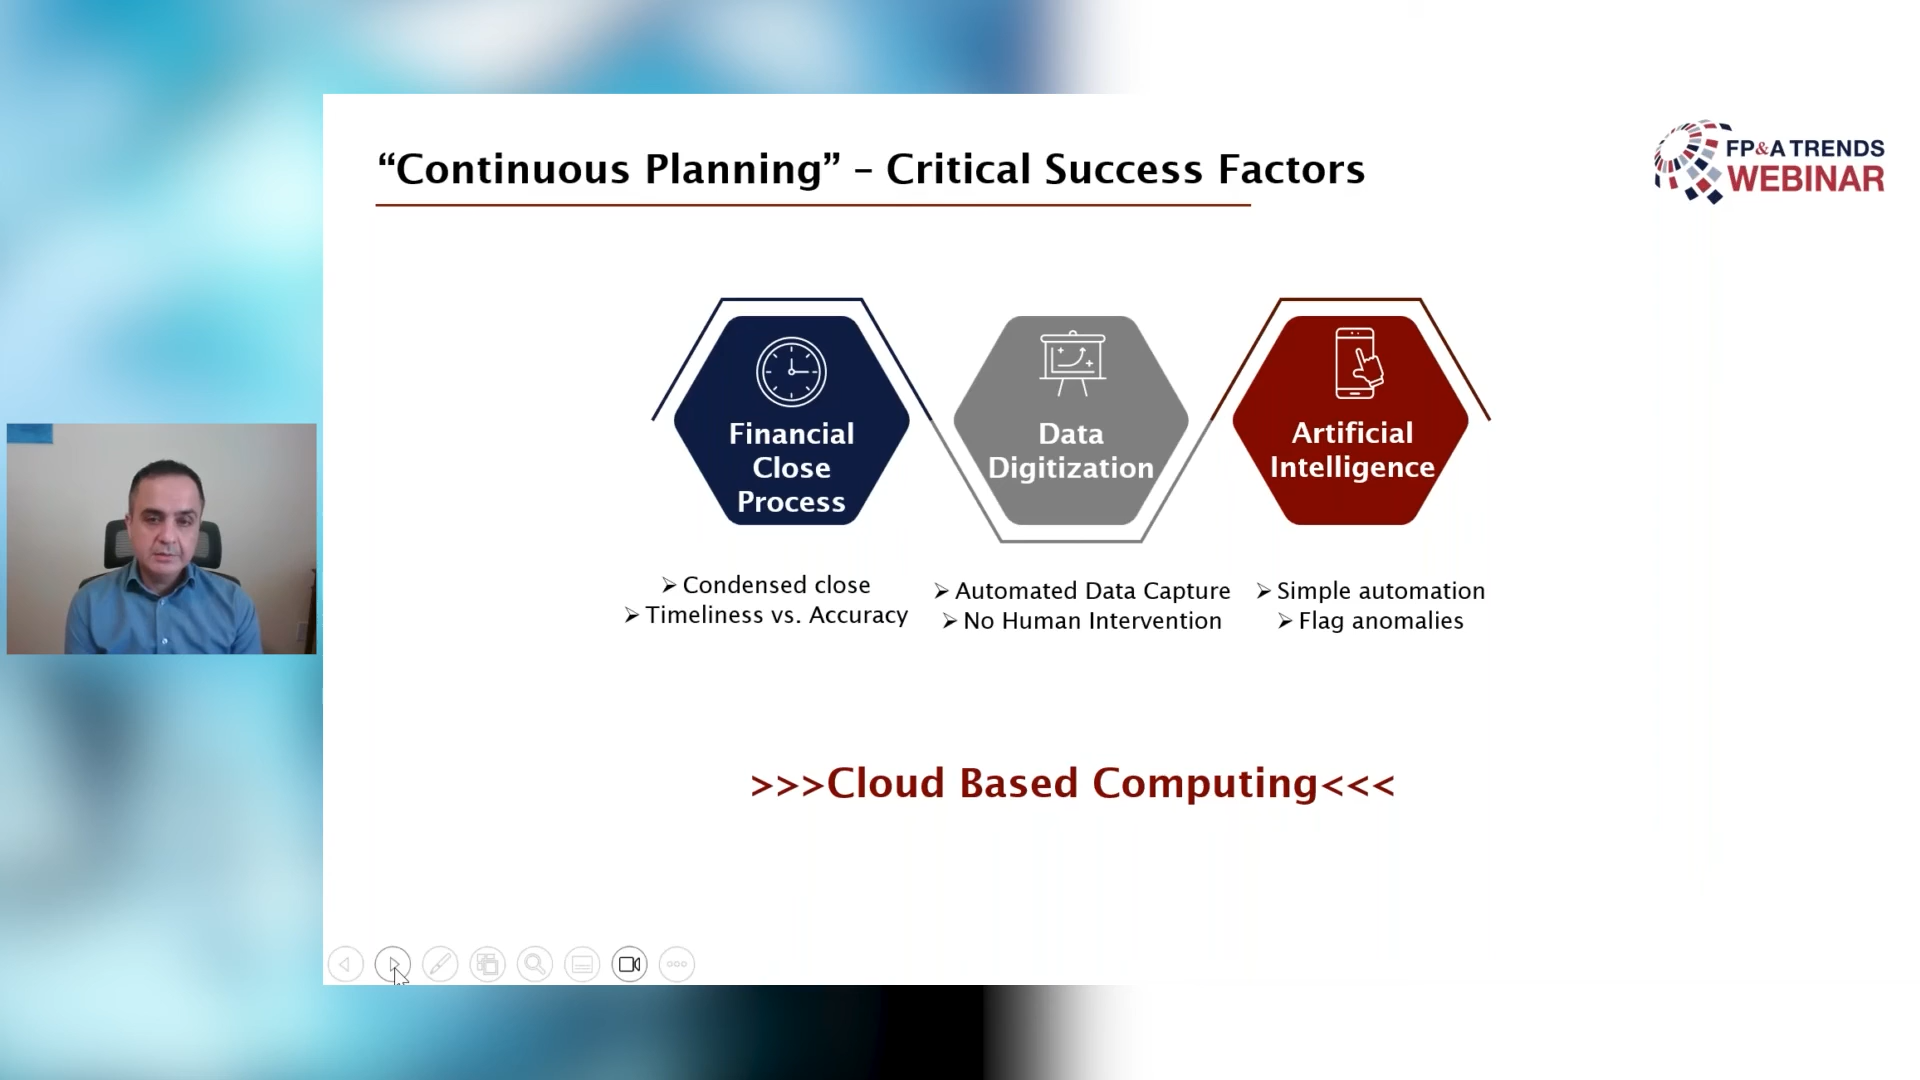 “Continuous Planning” – Critical Success Factors
FP&A TRENDS
WEBINAR
Financial
Close
Process
Data
Digitization
Artificial
Intelligence
➢ Condensed close
➢ Timeliness vs. Accuracy
➢ Automated Data Capture
➢ No Human Intervention
➢ Simple automation
➢ Flag anomalies
>>>Cloud Based Computing<<<